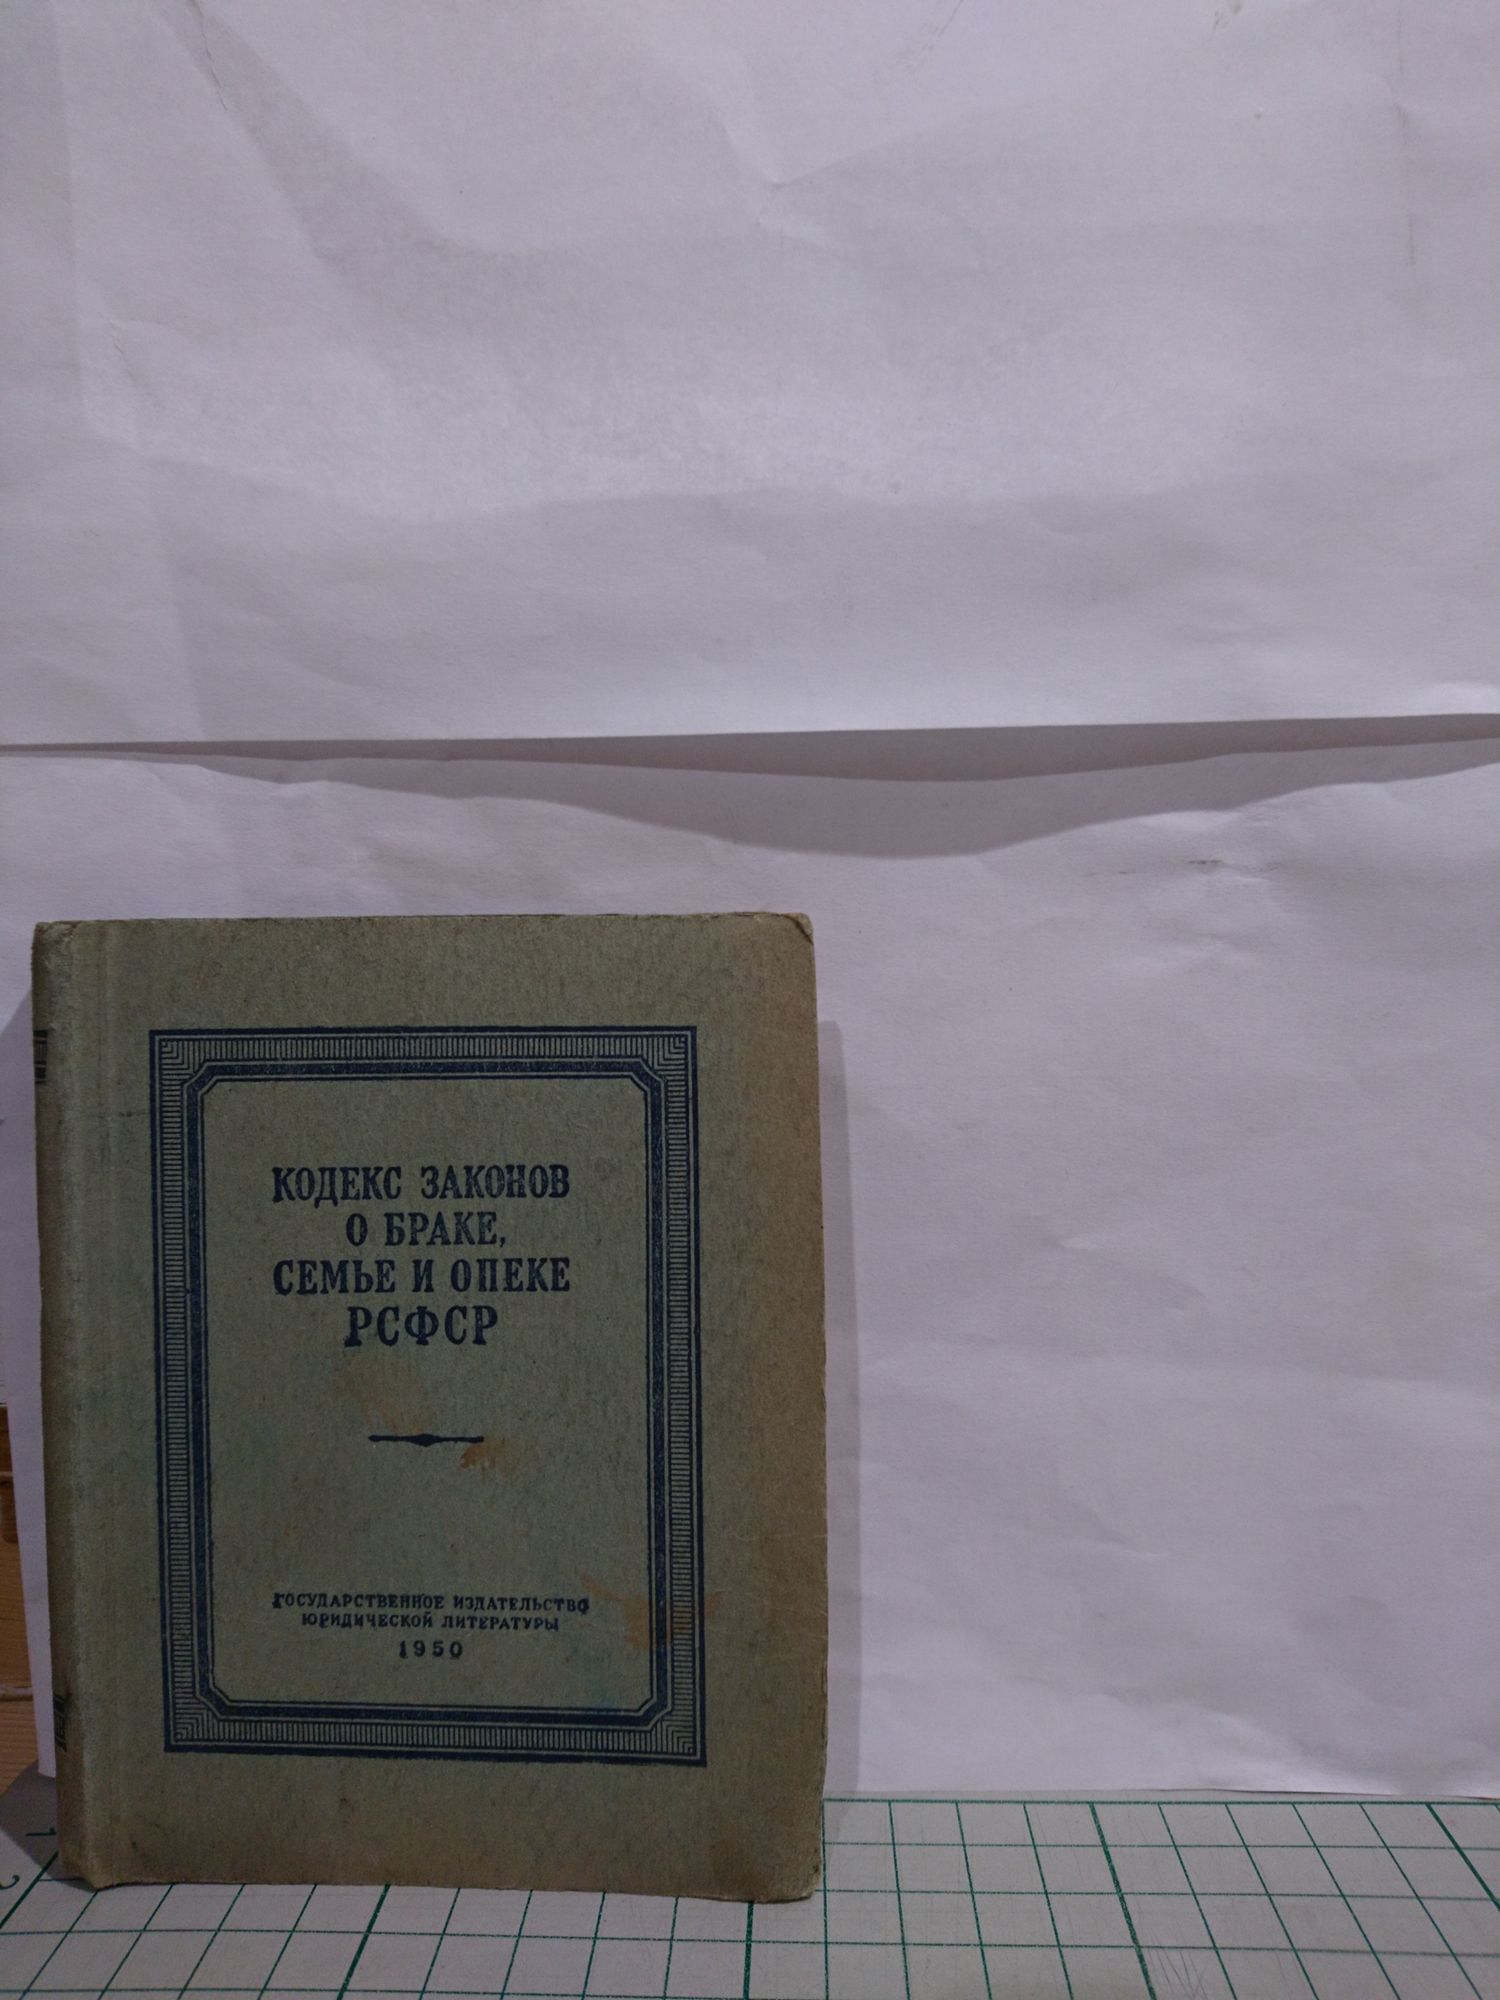 КОДЕКС ЗАКОНОВ
О БРАКЕ,
СЕМЬЕ И ОПЕКЕ
РСФСР
ГОСУДАРСТВЕННОЕ ИЗДАТЕЛЬСТВО
ЮРИДИЧЕСКОЙ ЛИТЕРАТУРЫ
1950